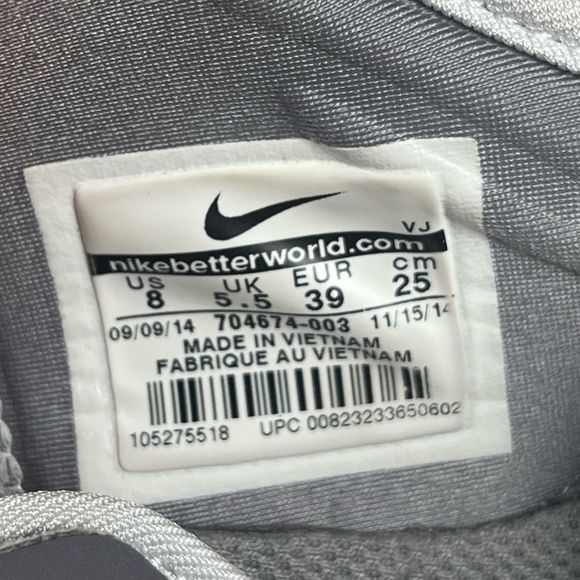 VJ
nikebetterworld.com
US UK EUR cm
8 5.5 39 25
09/09/14 704674-003 11/15/14
MADE IN VIETNAM
FABRIQUE AU VIETNAM
105275518 UPC 00823233650602